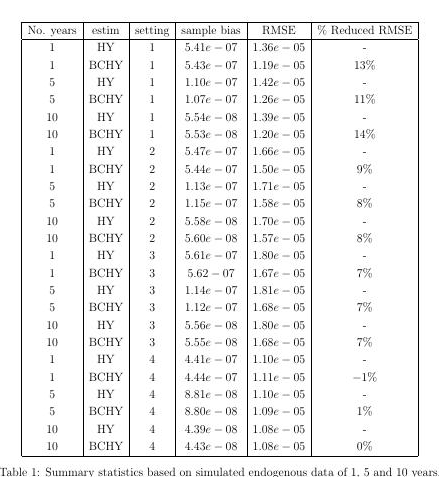 No. years estim setting sample bias RMSE % Reduced RMSE
1 HY 1 5.41e − 07 1.36e − 05 -
1 BCHY 1 5.43e − 07 1.19e − 05 13%
5 HY 1 1.10e − 07 1.42e − 05 -
5 BCHY 1 1.07e − 07 1.26e − 05 11%
10 HY 1 5.54e − 08 1.39e − 05 -
10 BCHY 1 5.53e − 08 1.20e − 05 14%
1 HY 2 5.47e − 07 1.66e − 05 -
1 BCHY 2 5.44e − 07 1.50e − 05 9%
5 HY 2 1.13e − 07 1.71e − 05 -
5 BCHY 2 1.15e − 07 1.58e − 05 8%
10 HY 2 5.58e − 08 1.70e − 05 -
10 BCHY 2 5.60e − 08 1.57e − 05 8%
1 HY 3 5.61e − 07 1.80e − 05 -
1 BCHY 3 5.62 − 07 1.67e − 05 7%
5 HY 3 1.14e − 07 1.81e − 05 -
5 BCHY 3 1.12e − 07 1.68e − 05 7%
10 HY 3 5.56e − 08 1.80e − 05 -
10 BCHY 3 5.55e − 08 1.68e − 05 7%
1 HY 4 4.41e − 07 1.10e − 05 -
1 BCHY 4 4.44e − 07 1.11e − 05 −1%
5 HY 4 8.81e − 08 1.10e − 05 -
5 BCHY 4 8.80e − 08 1.09e − 05 1%
10 HY 4 4.39e − 08 1.08e − 05 -
10 BCHY 4 4.43e − 08 1.08e − 05 0%
Table 1: Summary statistics based on simulated endogenous data of 1, 5 and 10 years.